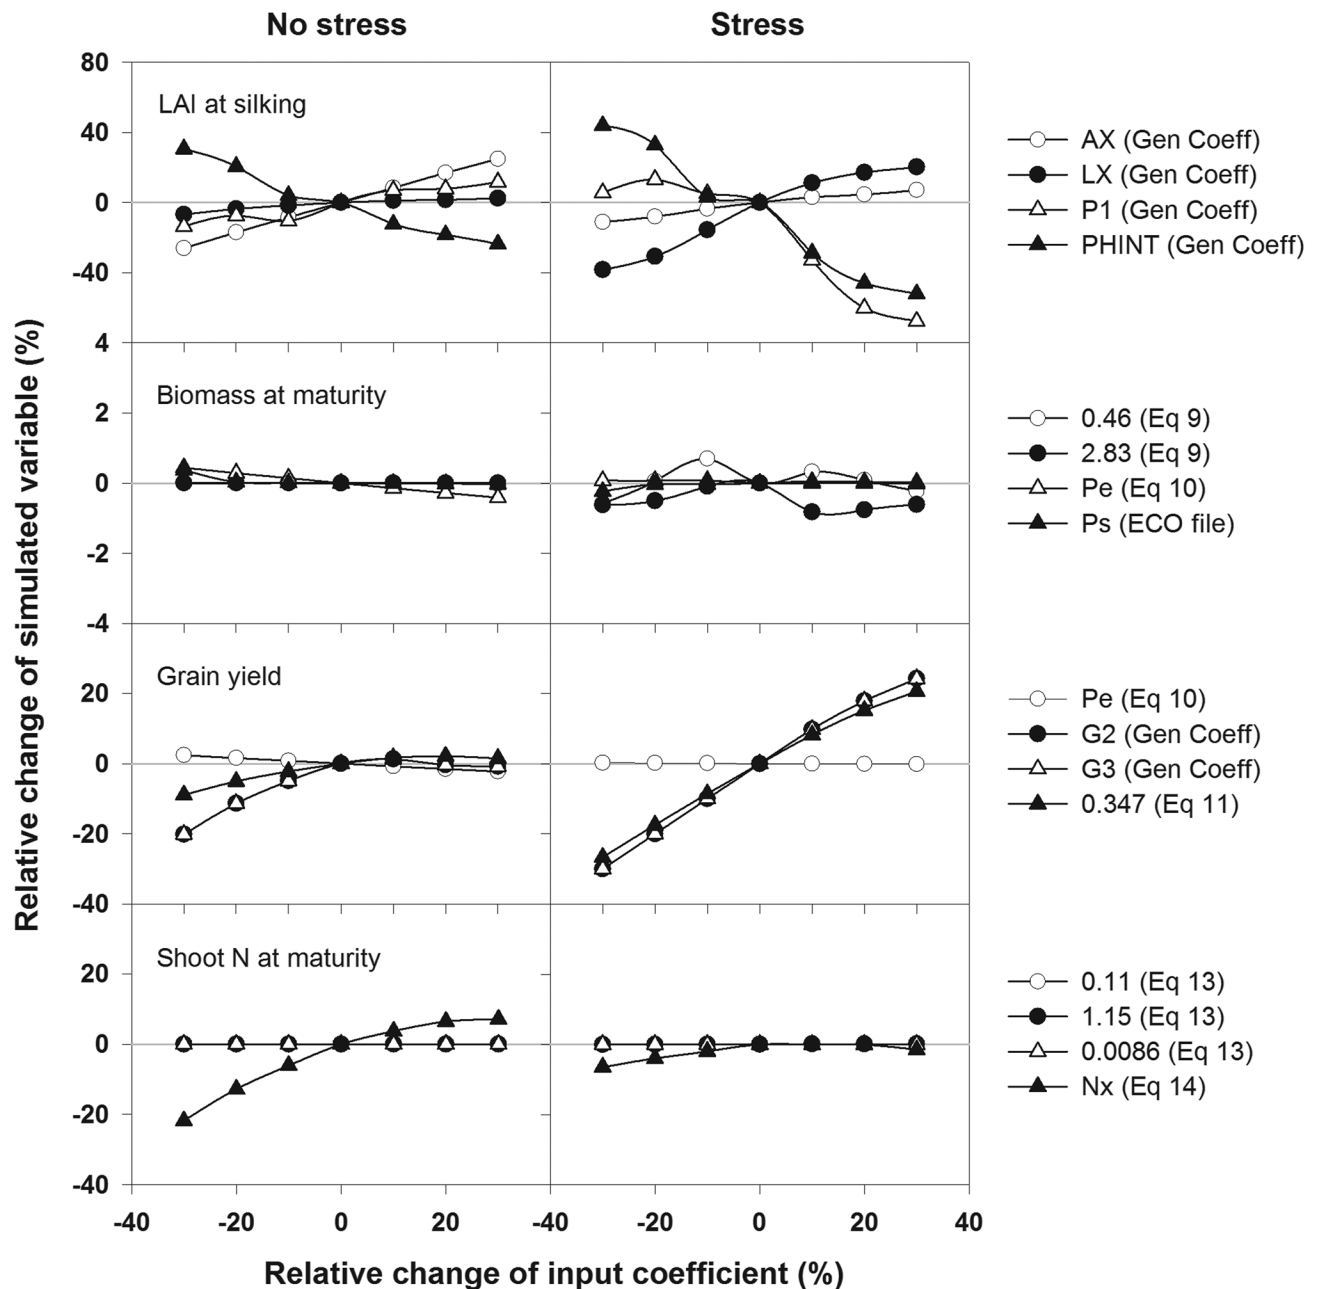 No stress
Stress
80
40
0
-40
4
2
0
-2
-4
20
0
-20
-40
20
0
-20
-40
LAI at silking
Biomass at maturity
Grain yield
Shoot N at maturity
AX (Gen Coeff)
LX (Gen Coeff)
P1 (Gen Coeff)
PHINT (Gen Coeff)
0.46 (Eq 9)
2.83 (Eq 9)
Pe (Eq 10)
Ps (ECO file)
Pe (Eq 10)
G2 (Gen Coeff)
G3 (Gen Coeff)
0.347 (Eq 11)
0.11 (Eq 13)
1.15 (Eq 13)
0.0086 (Eq 13)
Nx (Eq 14)
-40 -20 0 20 -40 -20 0 20 40
Relative change of input coefficient (%)
Relative change of simulated variable (%)